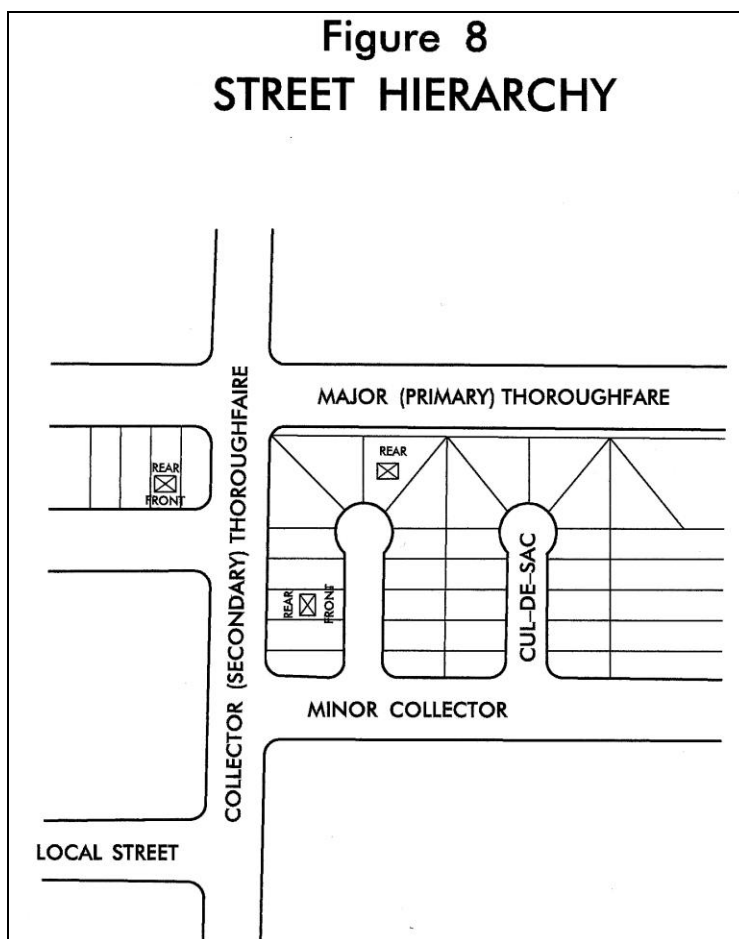 Figure 8
STREET HIERARCHY
MAJOR (PRIMARY) THOROUGHFARE
COLLECTOR (SECONDARY) THOROUGHFAIRE
REAR
FRONT
REAR
REAR
FRONT
CUL-DE-SAC
MINOR COLLECTOR
LOCAL STREET